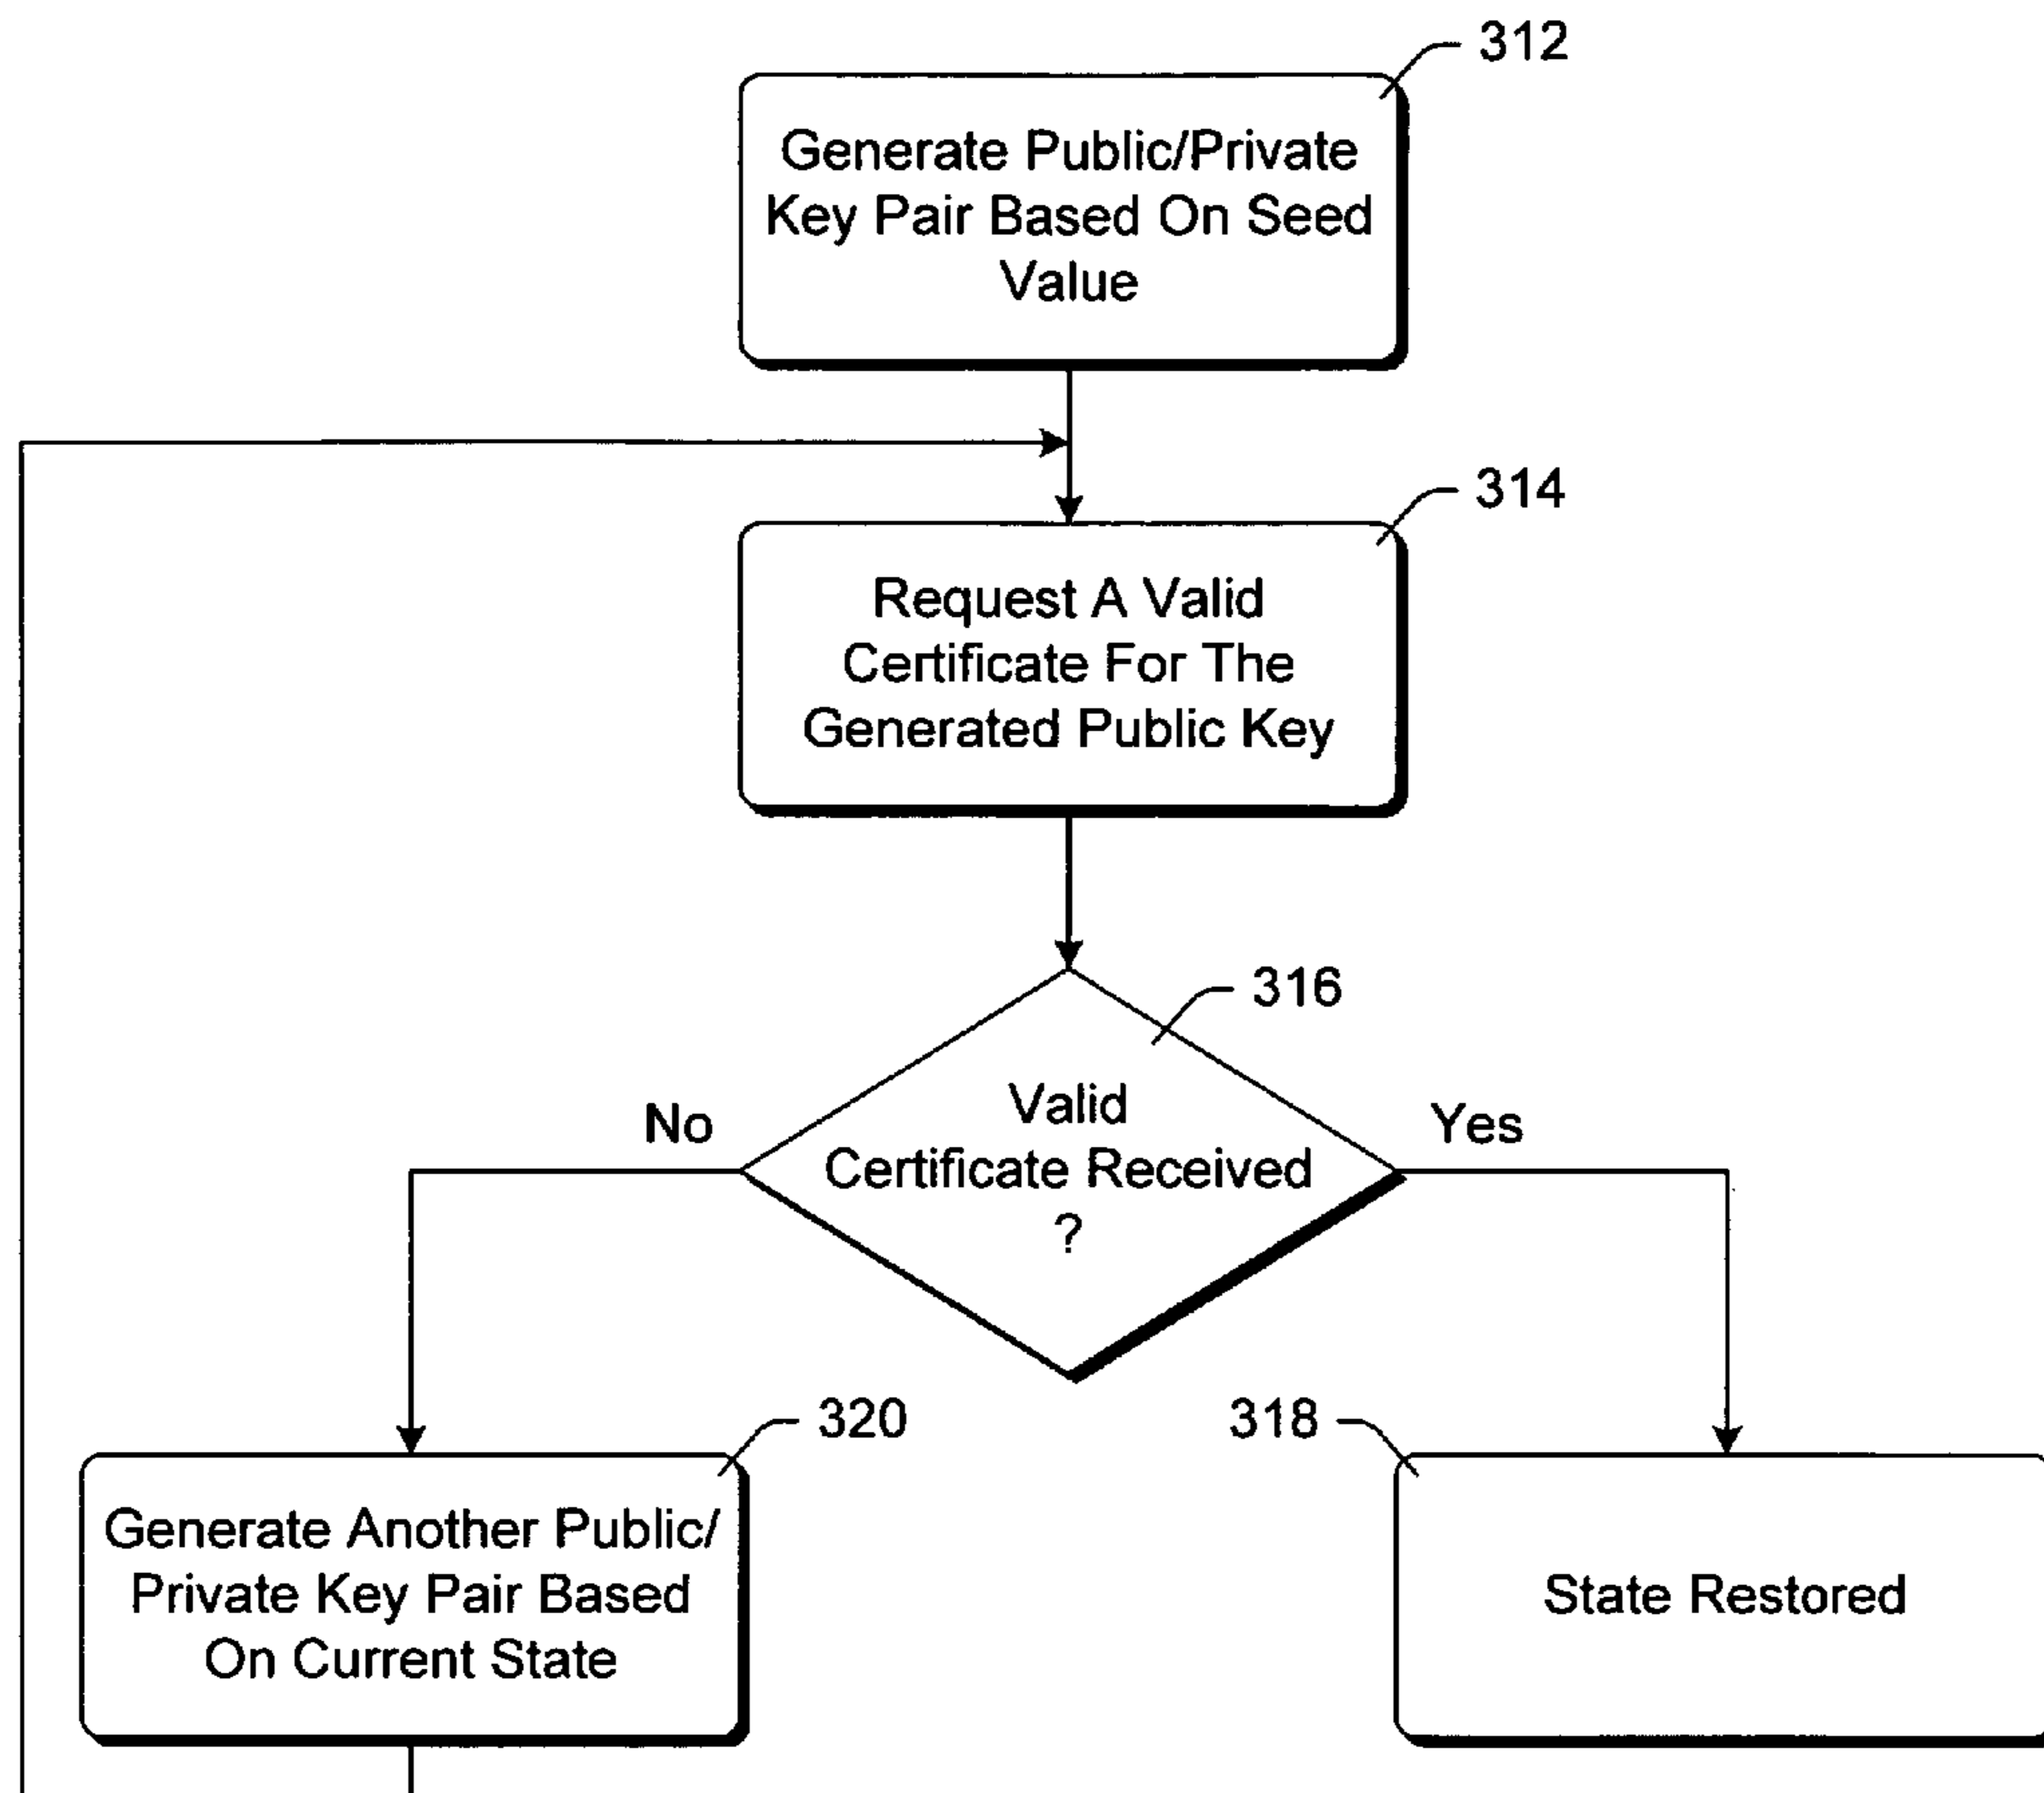 312
Generate Public/Private
Key Pair Based On Seed
Value
314
Request A Valid
Certificate For The
Generated Public Key
316
Valid
Certificate Received
?
No
Yes
320
Generate Another Public/
Private Key Pair Based
On Current State
318
State Restored